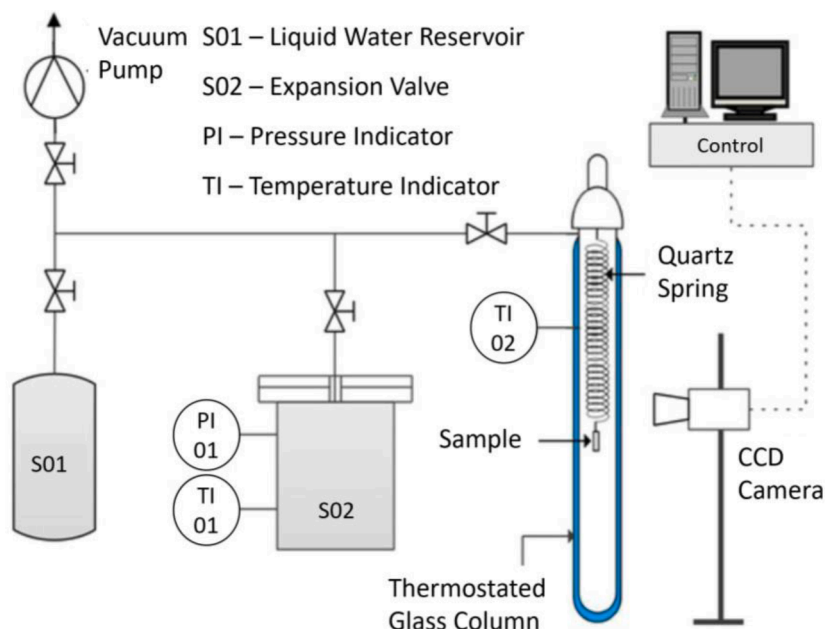 Vacuum
Pump
S01 – Liquid Water Reservoir
S02 – Expansion Valve
PI – Pressure Indicator
TI – Temperature Indicator
Control
Quartz
Spring
TI
02
Sample
PI
01
TI
01
S01
S02
CCD
Camera
Thermostated
Glass Column